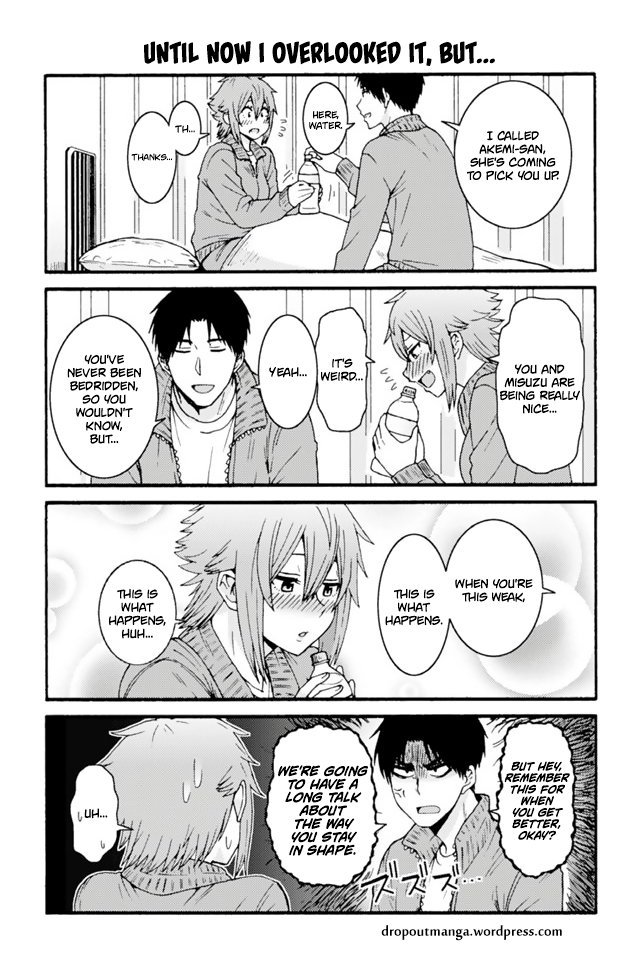 UNTIL NOW I OVERLOOKED IT, BUT...
I CALLED
AKEMI-SAN,
SHE'S COMING
TO PICK YOU UP.
HERE,
WATER.
TH...
THANKS...
YOU AND
MISUZU ARE
BEING REALLY
NICE...
IT'S
WEIRD...
YEAH...
YOU'VE
NEVER BEEN
BEDRIDDEN,
SO YOU
WOULDN'T
KNOW,
BUT...
WHEN YOU'RE
THIS WEAK,
THIS IS
WHAT
HAPPENS.
THIS IS
WHAT
HAPPENS,
HUH...
BUT HEY,
REMEMBER
THIS FOR
WHEN
YOU GET
BETTER,
OKAY?
WE'RE GOING
TO HAVE A
LONG TALK
ABOUT
THE WAY
YOU STAY
IN SHAPE.
ズズズ...
UH...
dropoutmanga.wordpress.com